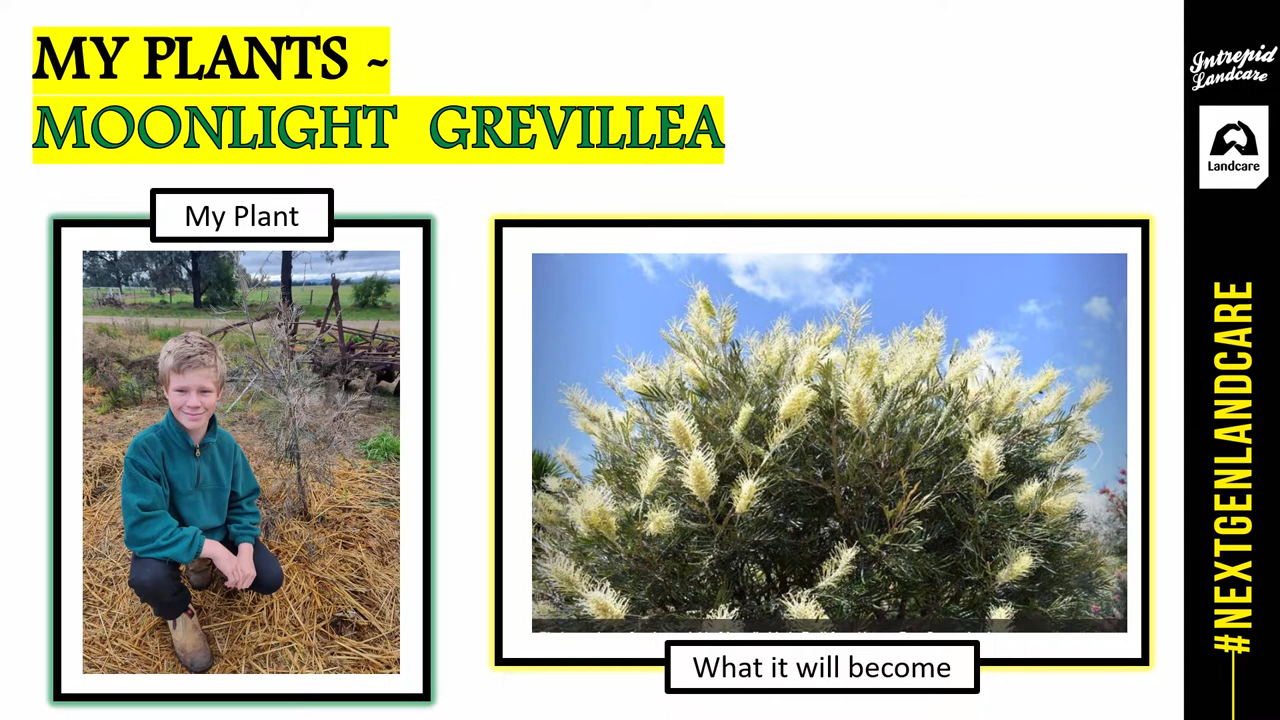 MY PLANTS ~
MOONLIGHT GREVILLEA
My Plant
What it will become
Intrepid
Landcare
Landcare
#NEXTGENLANDCARE